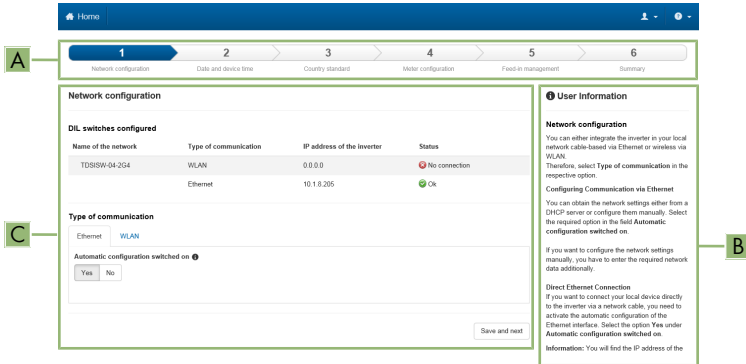 Home
1 2 3 4 5 6
Network configuration Date and device time Country standard Meter configuration Feed-in management Summary
A
Network configuration
DIL switches configured
Name of the network Type of communication IP address of the inverter Status
TDSISW-04-2G4 WLAN 0.0.0.0 No connection
Ethernet 10.1.8.205 Ok
Type of communication
Ethernet WLAN
Automatic configuration switched on
Yes No
Save and next
C
User Information
Network configuration
You can either integrate the inverter in your local
network cable-based via Ethernet or wireless via
WLAN.
Therefore, select Type of communication in the
respective option.
Configuring Communication via Ethernet
You can obtain the network settings either from a
DHCP server or configure them manually. Select
the required option in the field Automatic
configuration switched on.
If you want to configure the network settings
manually, you have to enter the required network
data additionally.
Direct Ethernet Connection
If you want to connect your local device directly
to the inverter via a network cable, you need to
activate the automatic configuration of the
Ethernet interface. Select the option Yes under
Automatic configuration switched on.
Information: You will find the IP address of the
B